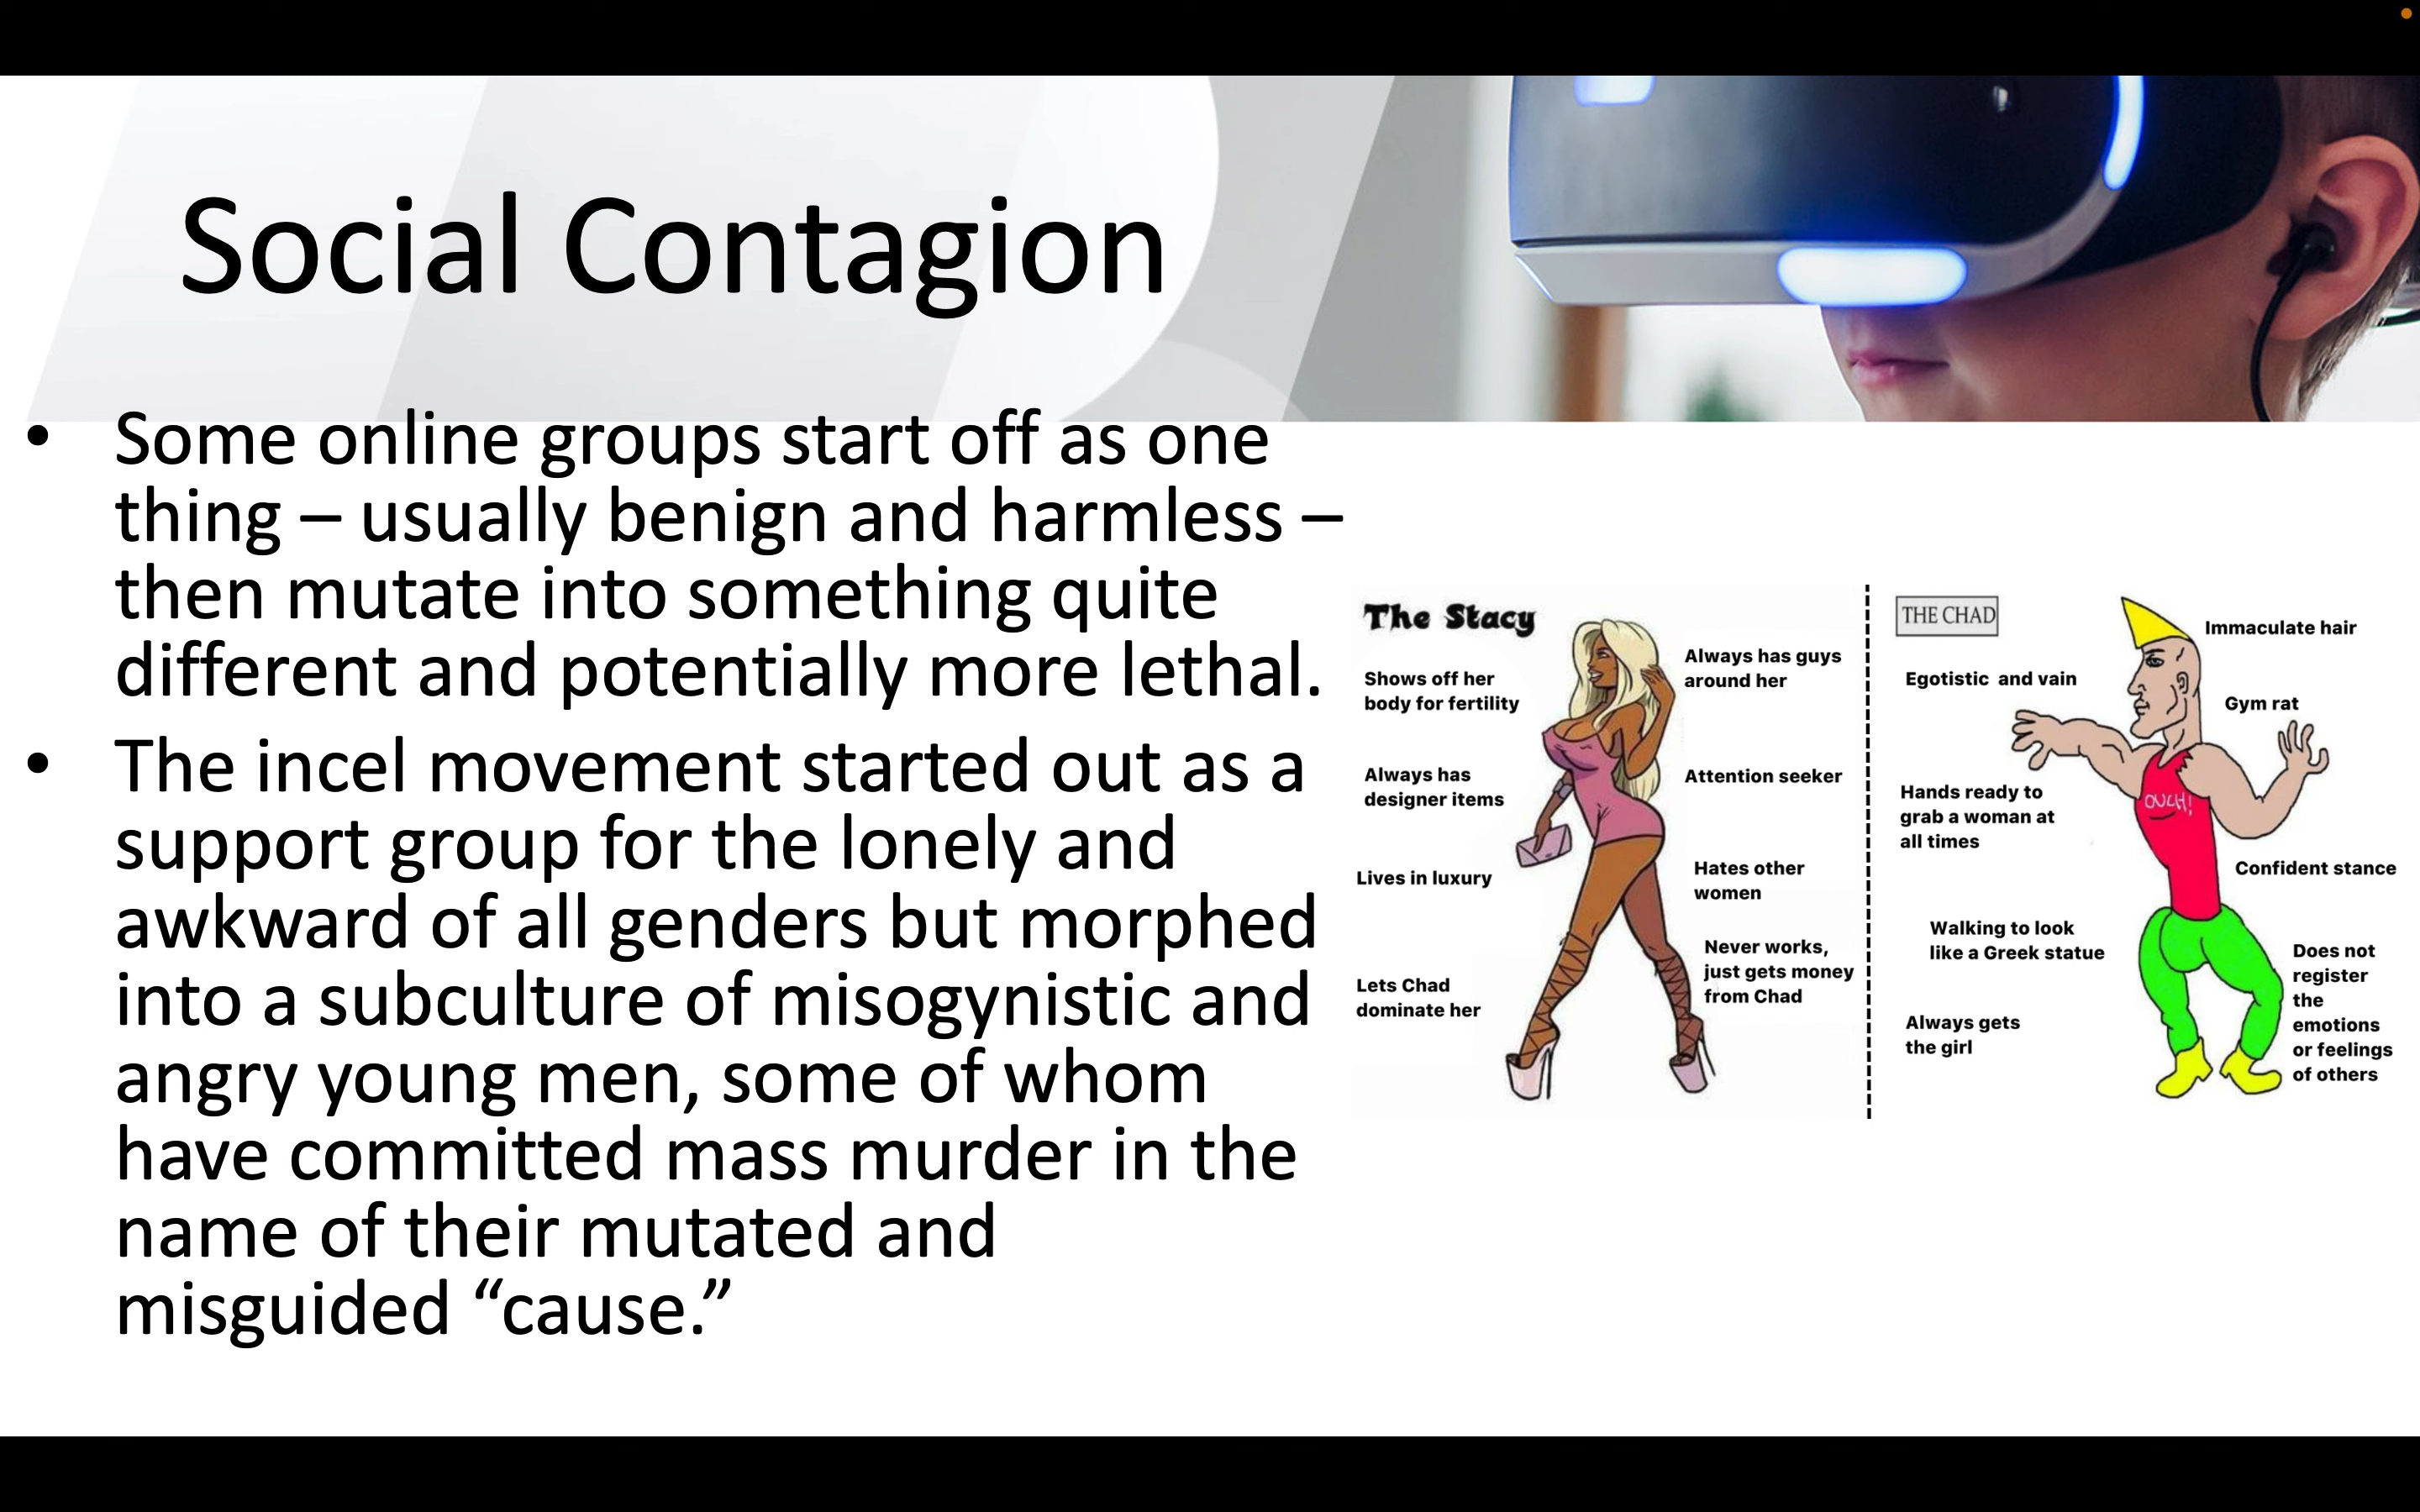 Social Contagion
• Some online groups start off as one
thing – usually benign and harmless –
then mutate into something quite
different and potentially more lethal.
• The incel movement started out as a
support group for the lonely and
awkward of all genders but morphed
into a subculture of misogynistic and
angry young men, some of whom
have committed mass murder in the
name of their mutated and
misguided “cause.”
The Stacy
Shows off her
body for fertility
Always has
designer items
Lives in luxury
Lets Chad
dominate her
Always has guys
around her
Attention seeker
Hates other
women
Never works,
just gets money
from Chad
THE CHAD
Egotistic and vain
Hands ready to
grab a woman at
all times
Walking to look
like a Greek statue
Always gets
the girl
OUCH!
Immaculate hair
Gym rat
Confident stance
Does not
register
the
emotions
or feelings
of others